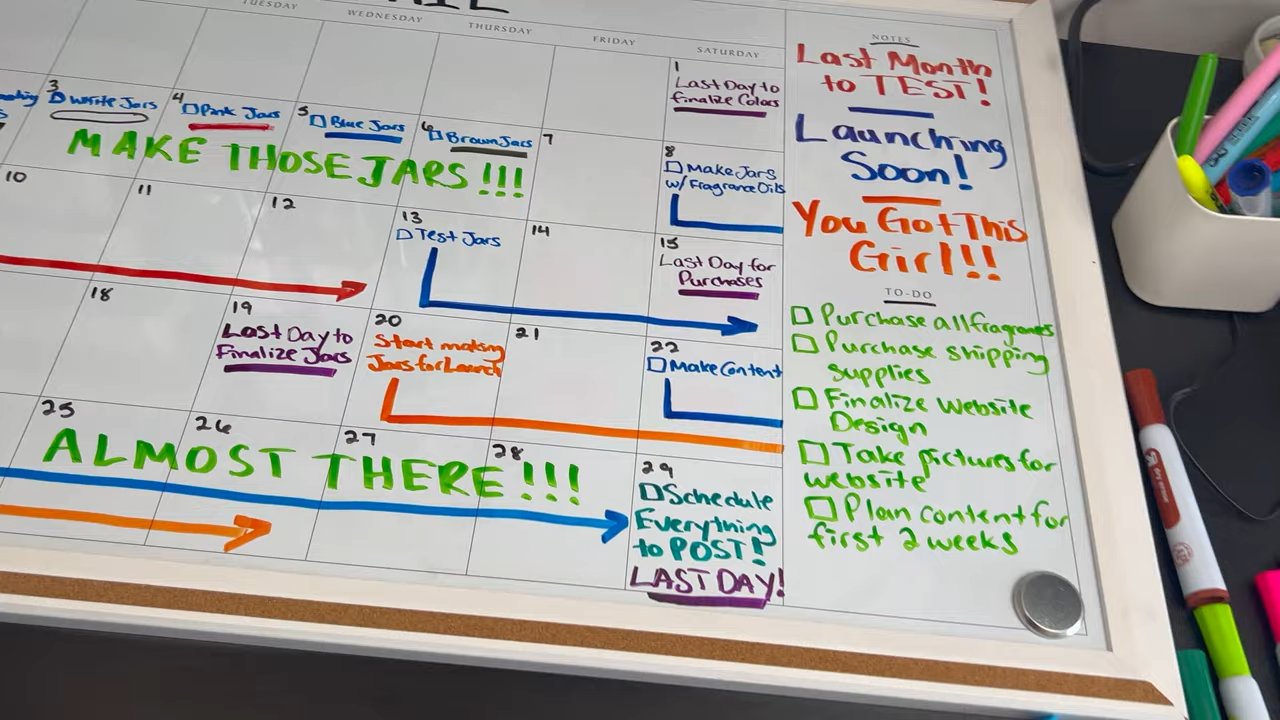 TUESDAY
WEDNESDAY
THURSDAY
FRIDAY
SATURDAY
1
Last Day to
finalize Colors
3
White Jars
4
Pink Jars
5
Blue Jars
6
Brown Jars
7
8
Make Jars
w/ Fragrance Oils
MAKE THOSE JARS!!!
10
11
12
13
Test Jars
14
15
Last Day for
Purchases
18
19
Last Day to
Finalize Jars
20
Start making
Jars for Launch
21
22
Make Content
25
26
27
28
ALMOST THERE!!!
29
Schedule
Everything
to POST!
LAST DAY!
NOTES
Last Month
to TEST!
Launching
Soon!
You Got This
Girl!!
TO-DO
Purchase all fragrances
Purchase shipping
supplies
Finalize Website
Design
Take pictures for
website
Plan content for
first 2 weeks